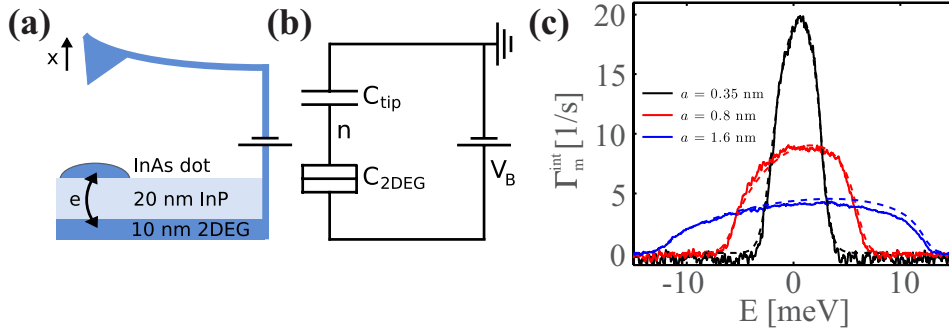 (a)
x
InAs dot
e
20 nm InP
10 nm 2DEG
(b)
C_tip
n
C_2DEG
V_B
(c)
Γ_m^int [1/s]
20
15
10
5
0
a = 0.35 nm
a = 0.8 nm
a = 1.6 nm
-10
0
10
E [meV]